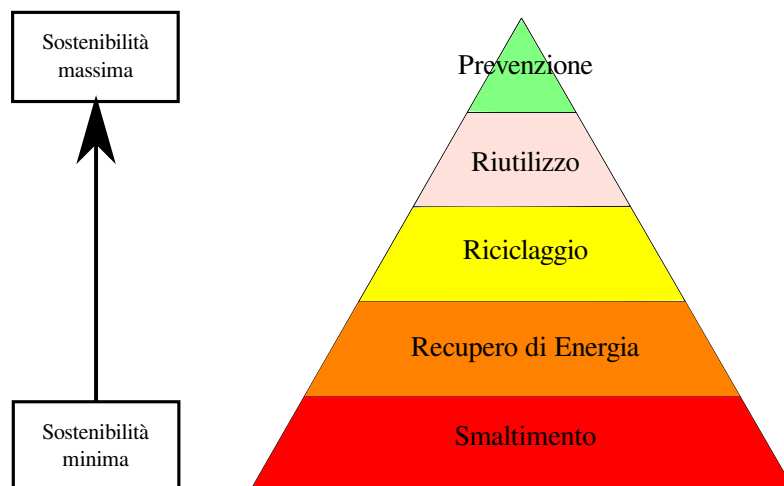 Sostenibilità
massima
Prevenzione
Riutilizzo
Riciclaggio
Recupero di Energia
Smaltimento
Sostenibilità
minima